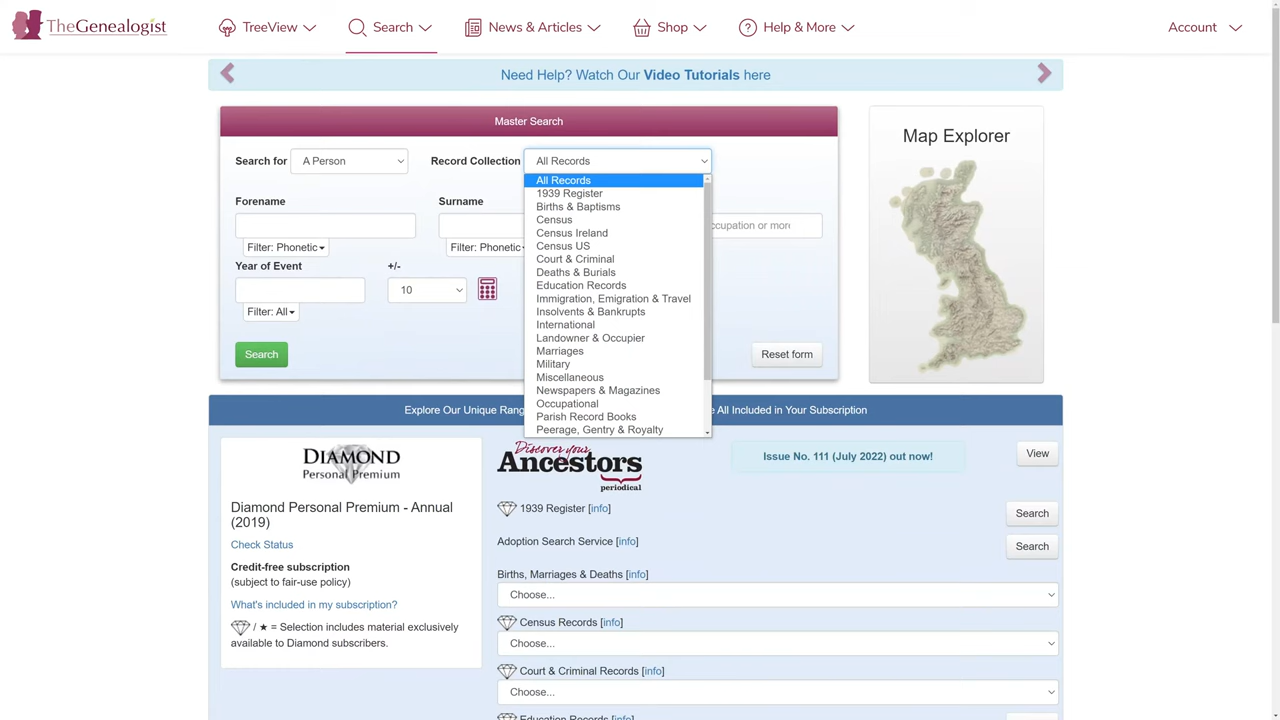 TheGenealogist
TreeView
Search
News & Articles
Shop
Help & More
Account
Need Help? Watch Our Video Tutorials here
Master Search
Search for
A Person
Record Collection
All Records
All Records
1939 Register
Births & Baptisms
Census
Census Ireland
Census US
Court & Criminal
Deaths & Burials
Education Records
Immigration, Emigration & Travel
Insolvents & Bankrupts
International
Landowner & Occupier
Marriages
Military
Miscellaneous
Newspapers & Magazines
Occupational
Parish Record Books
Peerage, Gentry & Royalty
Forename
Surname
occupation or more
Filter: Phonetic
Filter: Phonetic
Year of Event
+/-
10
Filter: All
Search
Reset form
Map Explorer
Explore Our Unique Rang
e All Included in Your Subscription
DIAMOND
Personal Premium
Diamond Personal Premium - Annual
(2019)
Check Status
Credit-free subscription
(subject to fair-use policy)
What's included in my subscription?
/ ★ = Selection includes material exclusively
available to Diamond subscribers.
Discover your
Ancestors
periodical
Issue No. 111 (July 2022) out now!
View
1939 Register [info]
Search
Adoption Search Service [info]
Search
Births, Marriages & Deaths [info]
Choose...
Census Records [info]
Choose...
Court & Criminal Records [info]
Choose...
Education Records [info]